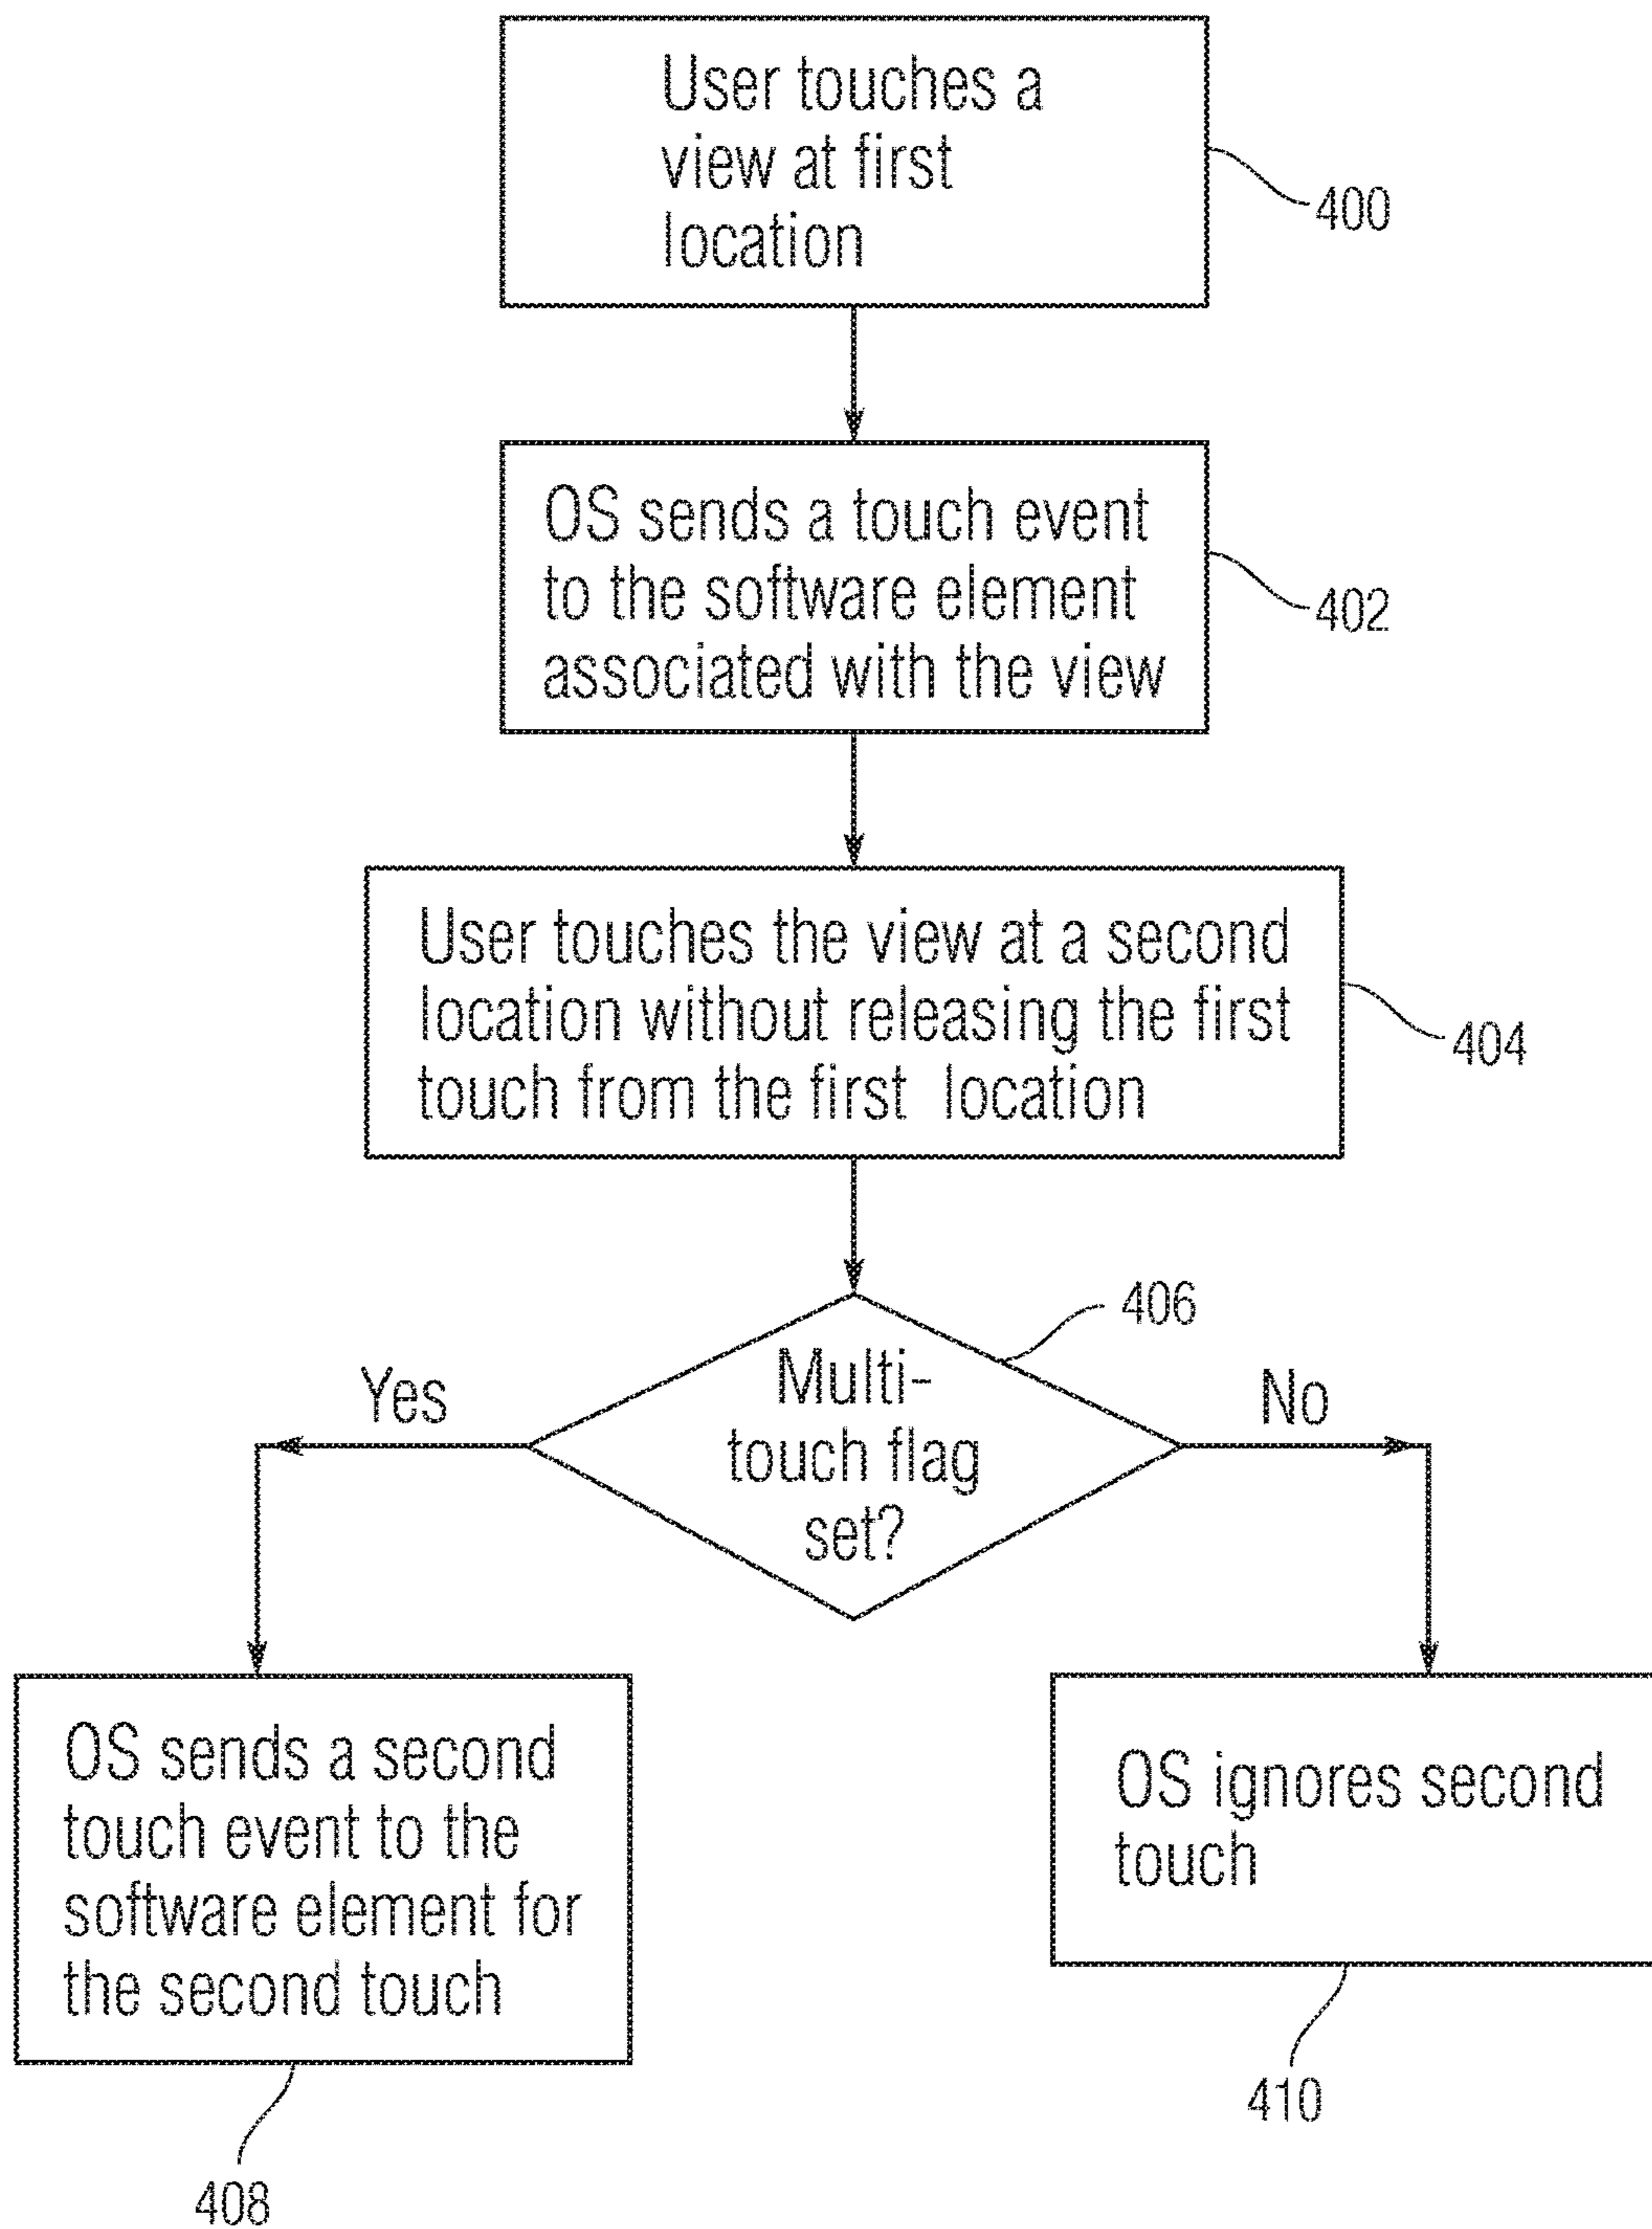 User touches a
view at first
location
400
OS sends a touch event
to the software element
associated with the view
402
User touches the view at a second
location without releasing the first
touch from the first location
404
406
Multi-
touch flag
set?
Yes
No
OS sends a second
touch event to the
software element for
the second touch
408
OS ignores second
touch
410